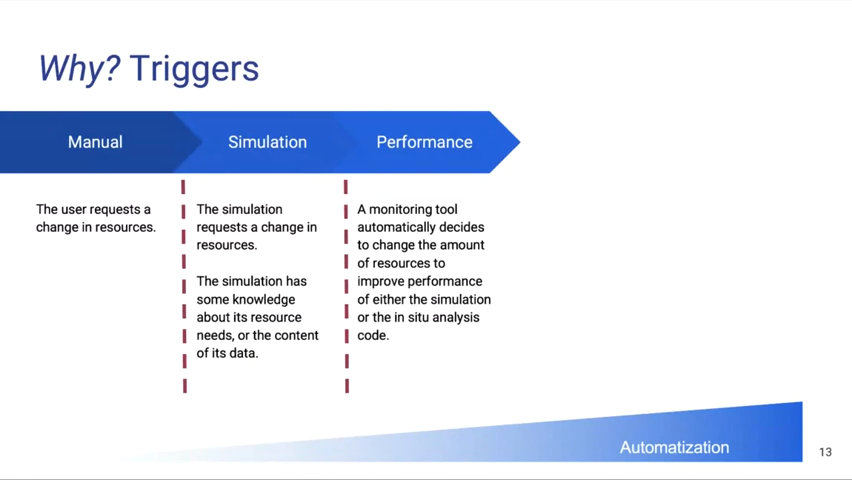 Why? Triggers
Manual
Simulation
Performance
The user requests a
change in resources.
The simulation
requests a change in
resources.
The simulation has
some knowledge
about its resource
needs, or the content
of its data.
A monitoring tool
automatically decides
to change the amount
of resources to
improve performance
of either the simulation
or the in situ analysis
code.
Automatization
13